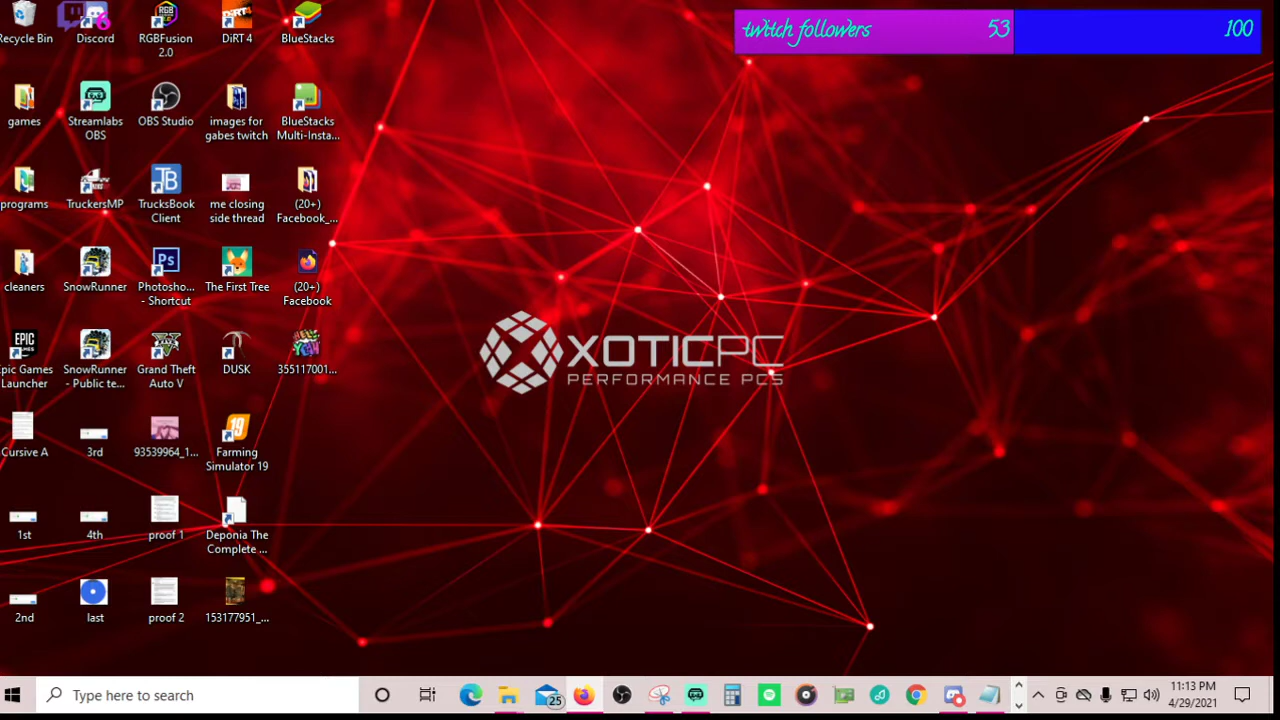 twitch followers 53 100
Recycle Bin
Discord
RGBFusion
2.0
DiRT 4
BlueStacks
games
Streamlabs
OBS
OBS Studio
images for
gabes twitch
BlueStacks
Multi-Insta...
programs
TruckersMP
TrucksBook
Client
me closing
side thread
(20+)
Facebook_...
cleaners
SnowRunner
Photosho...
- Shortcut
The First Tree
(20+)
Facebook
Epic Games
Launcher
SnowRunner
- Public te...
Grand Theft
Auto V
DUSK
355117001...
Cursive A
3rd
93539964_1...
Farming
Simulator 19
1st
4th
proof 1
Deponia The
Complete ...
2nd
last
proof 2
153177951_...
XOTICPC
PERFORMANCE PCS
Type here to search
25
11:13 PM
4/29/2021